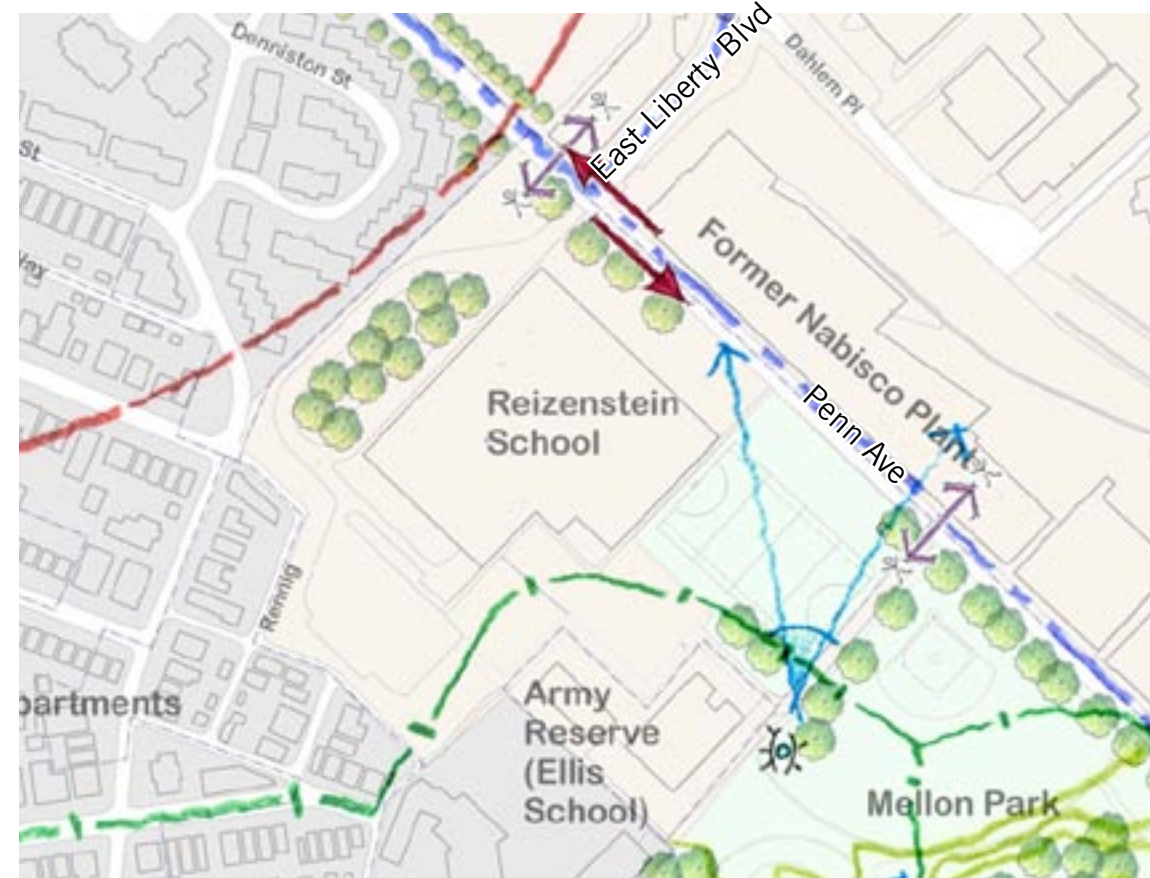 Denniston St
East Liberty Blvd
Dahlem Pl
St
Former Nabisco Plant
Reizenstein
School
Penn Ave
Rennig
partments
Army
Reserve
(Ellis
School)
Mellon Park